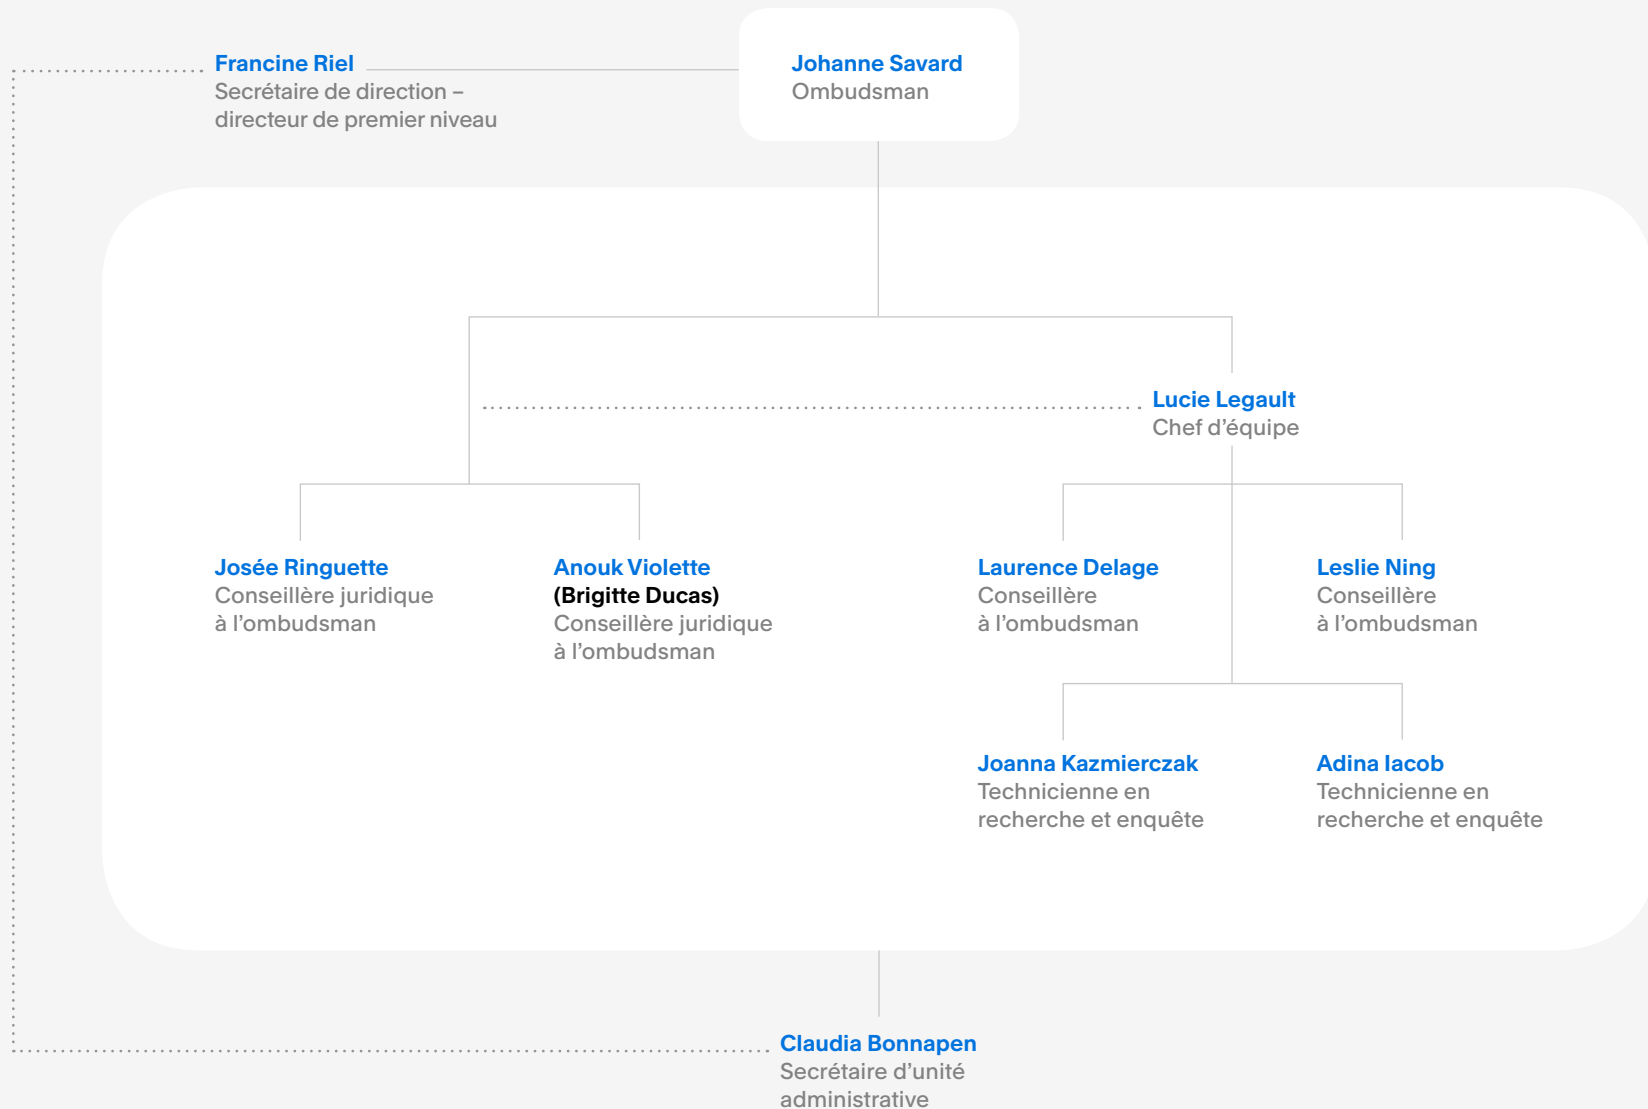 Francine Riel
Secrétaire de direction –
directeur de premier niveau
Johanne Savard
Ombudsman
Lucie Legault
Chef d'équipe
Josée Ringuette
Conseillère juridique
à l'ombudsman
Anouk Violette
(Brigitte Ducas)
Conseillère juridique
à l'ombudsman
Laurence Delage
Conseillère
à l'ombudsman
Leslie Ning
Conseillère
à l'ombudsman
Joanna Kazmierczak
Technicienne en
recherche et enquête
Adina Iacob
Technicienne en
recherche et enquête
Claudia Bonnapen
Secrétaire d'unité
administrative